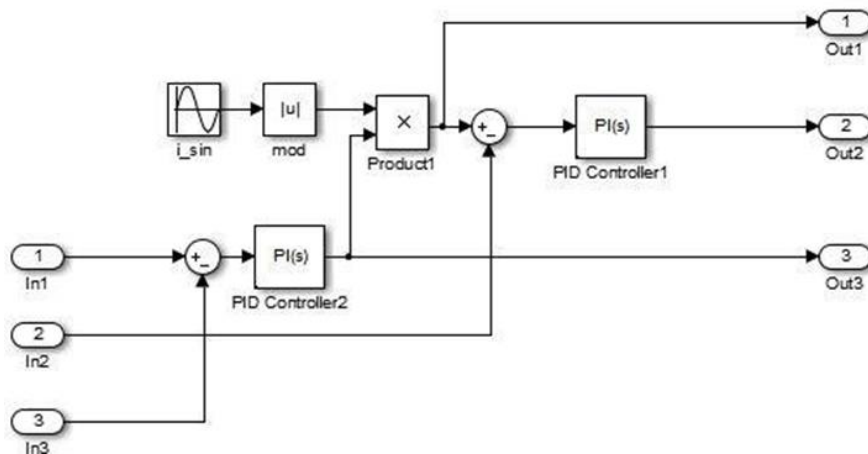 1
Out1
|u|
×
i_sin
mod
Product1
+
-
PI(s)
PID Controller1
2
Out2
1
In1
+
-
PI(s)
PID Controller2
3
Out3
2
In2
3
In3